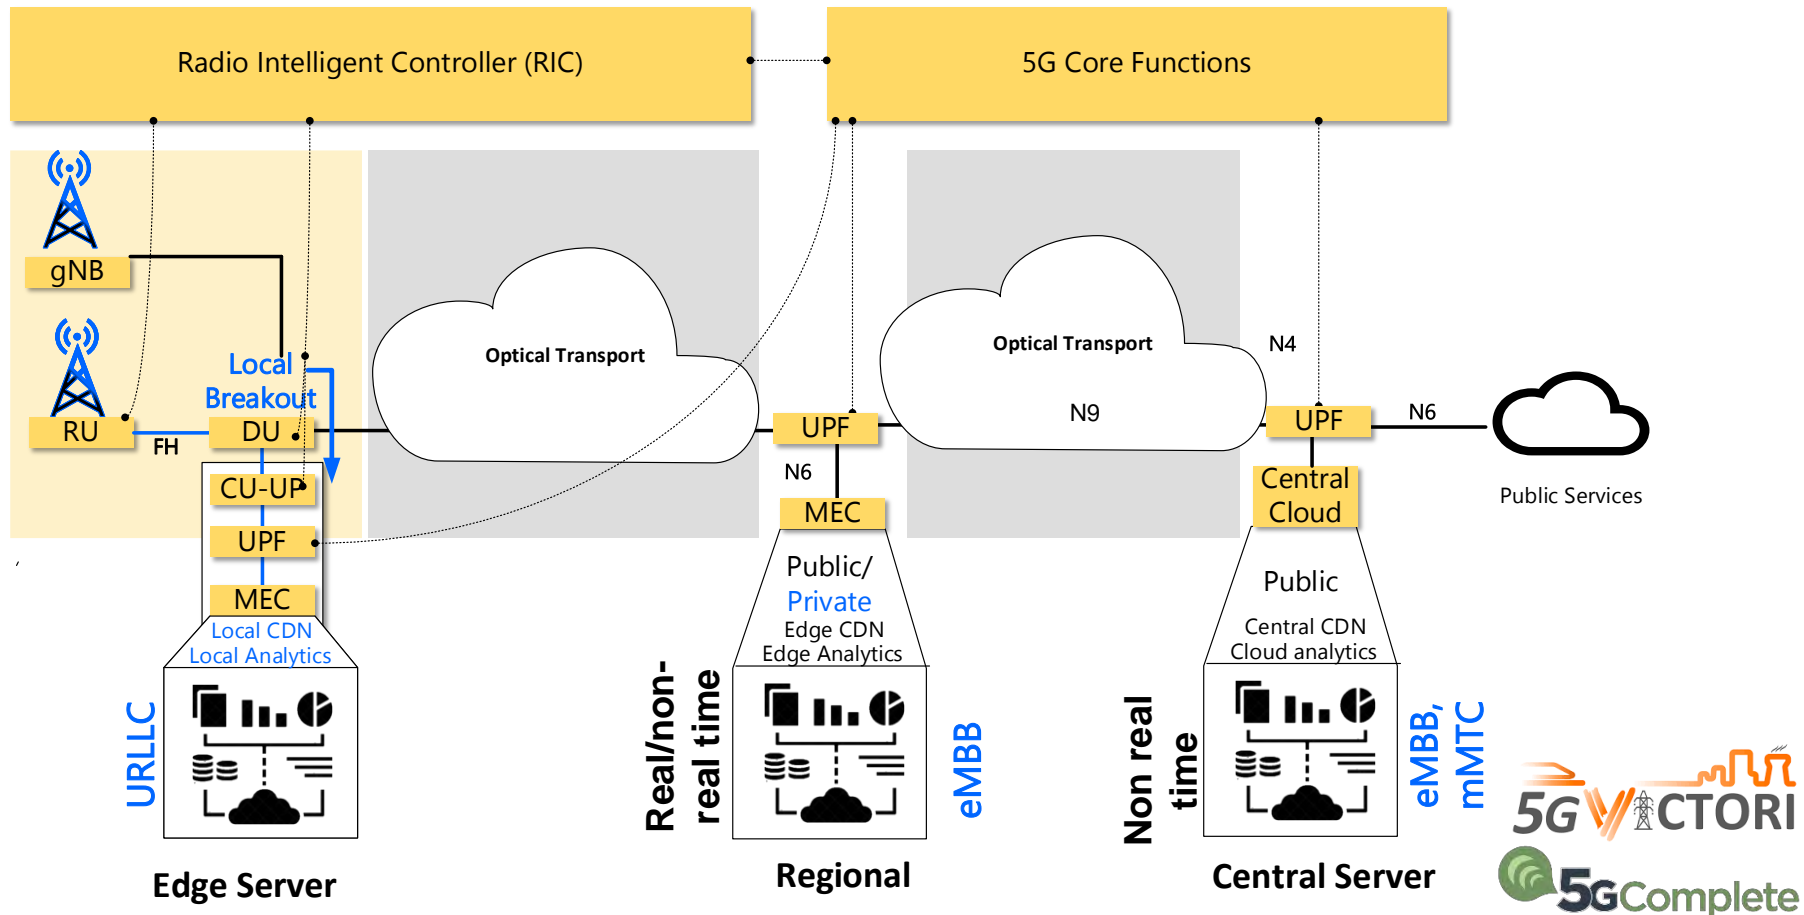 Radio Intelligent Controller (RIC)
5G Core Functions
gNB
Optical Transport
Optical Transport
N4
Local
Breakout
N9
N6
RU
FH
DU
UPF
UPF
N6
CU-UP
MEC
Central
Cloud
Public Services
UPF
MEC
Public/
Private
Edge CDN
Edge Analytics
Public
Central CDN
Cloud analytics
Local CDN
Local Analytics
URLLC
Real/non-
real time
eMBB
Non real
time
eMBB,
mMTC
Edge Server
Regional
Central Server
5G VICTORI
5GComplete
,